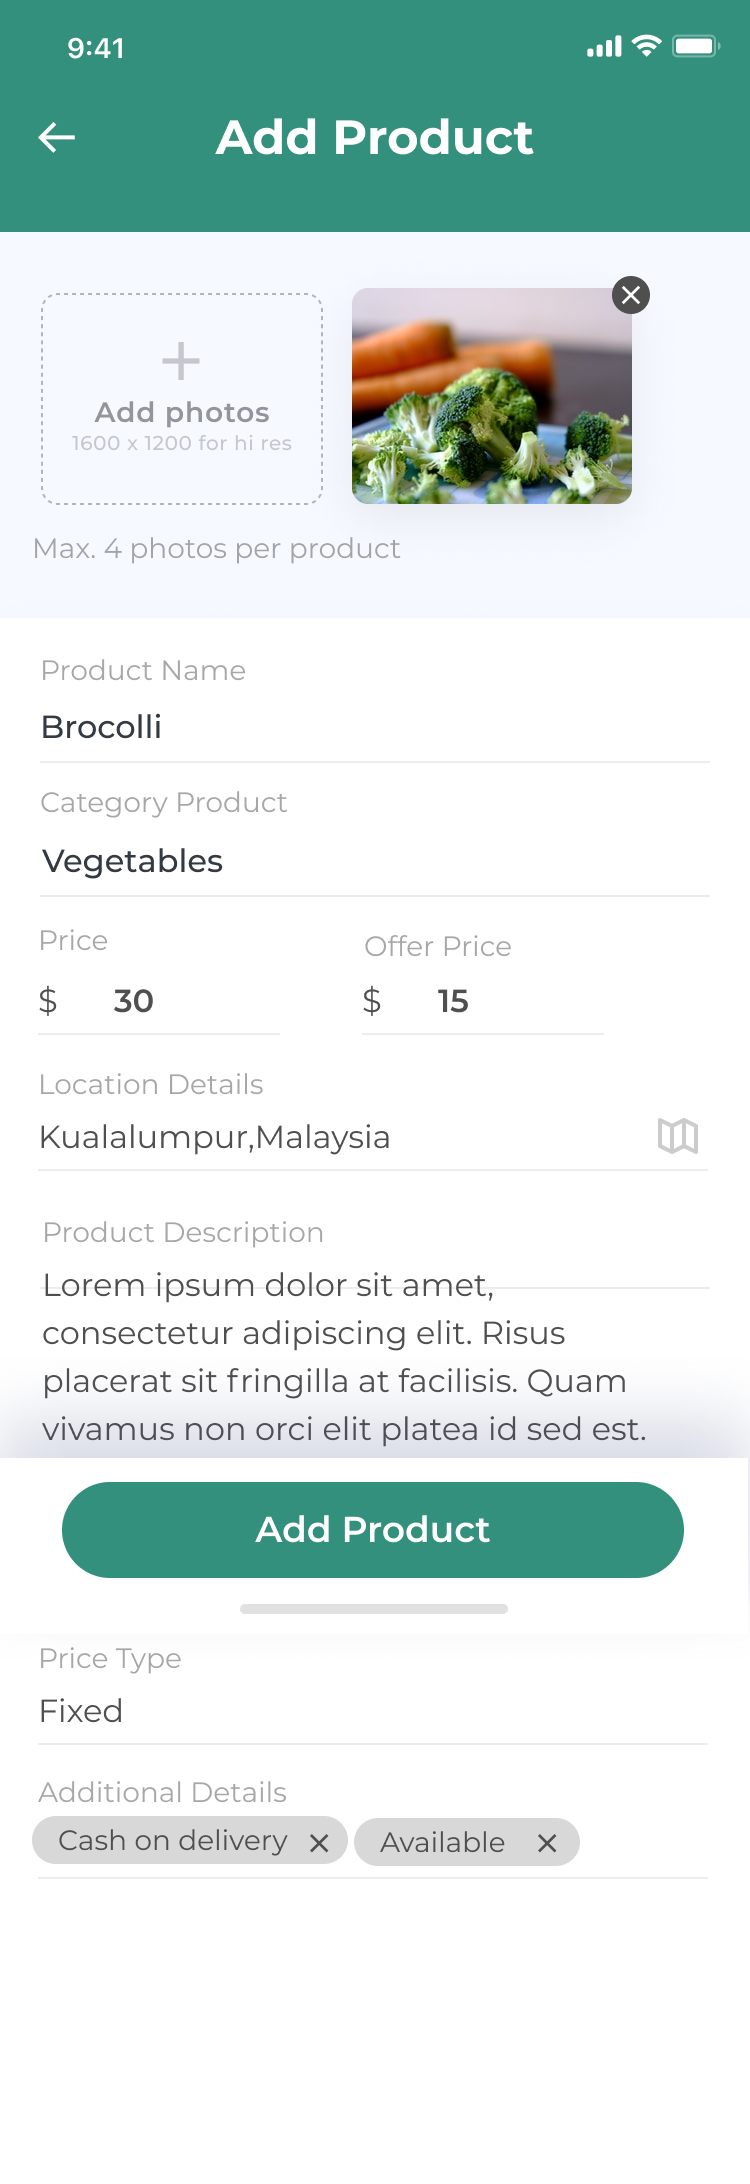 9:41
Add Product
Add photos
1600 x 1200 for hi res
Max. 4 photos per product
Product Name
Brocolli
Category Product
Vegetables
Price
Offer Price
$ 30
$ 15
Location Details
Kualalumpur,Malaysia
Product Description
Lorem ipsum dolor sit amet,
consectetur adipiscing elit. Risus
placerat sit fringilla at facilisis. Quam
vivamus non orci elit platea id sed est.
Add Product
Price Type
Fixed
Additional Details
Cash on delivery
Available